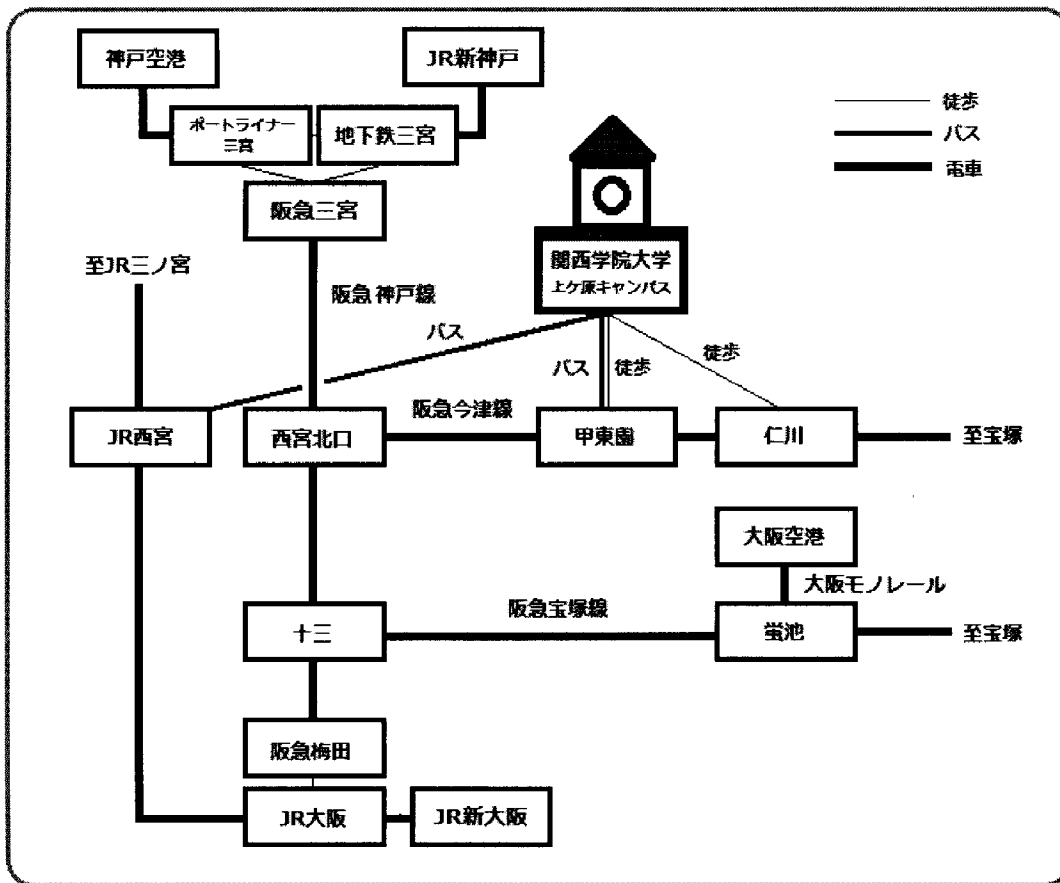 神戸空港
JR新神戸
徒歩
バス
電車
ポートライナー
三宮
地下鉄三宮
阪急三宮
関西学院大学
上ケ原キャンパス
至JR三ノ宮
阪急神戸線
バス
バス
徒歩
徒歩
JR西宮
西宮北口
阪急今津線
甲東園
仁川
至宝塚
大阪空港
大阪モノレール
十三
阪急宝塚線
蛍池
至宝塚
阪急梅田
JR大阪
JR新大阪